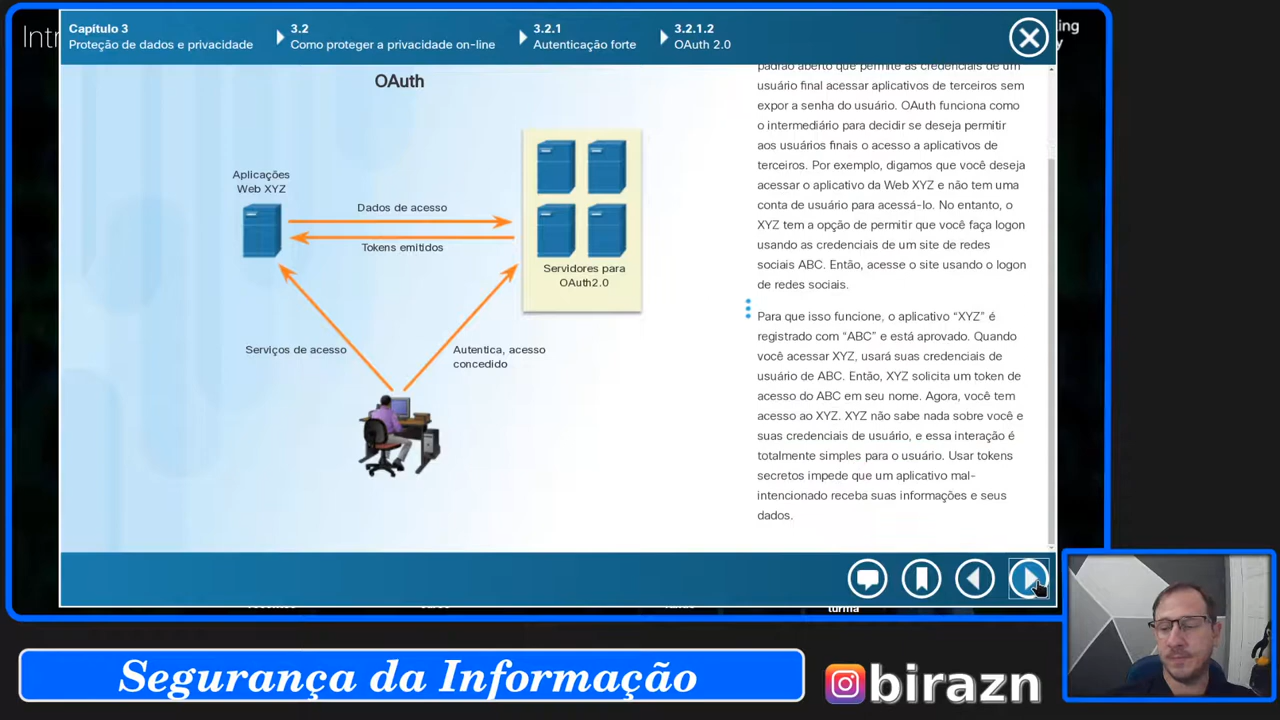 Intr
king
y
Capítulo 3
Proteção de dados e privacidade
3.2
Como proteger a privacidade on-line
3.2.1
Autenticação forte
3.2.1.2
OAuth 2.0
OAuth
Aplicações
Web XYZ
Dados de acesso
Tokens emitidos
Servidores para
OAuth2.0
Serviços de acesso
Autentica, acesso
concedido
padrão aberto que permite as credenciais de um
usuário final acessar aplicativos de terceiros sem
expor a senha do usuário. OAuth funciona como
o intermediário para decidir se deseja permitir
aos usuários finais o acesso a aplicativos de
terceiros. Por exemplo, digamos que você deseja
acessar o aplicativo da Web XYZ e não tem uma
conta de usuário para acessá-lo. No entanto, o
XYZ tem a opção de permitir que você faça logon
usando as credenciais de um site de redes
sociais ABC. Então, acesse o site usando o logon
de redes sociais.
Para que isso funcione, o aplicativo “XYZ” é
registrado com “ABC” e está aprovado. Quando
você acessar XYZ, usará suas credenciais de
usuário de ABC. Então, XYZ solicita um token de
acesso do ABC em seu nome. Agora, você tem
acesso ao XYZ. XYZ não sabe nada sobre você e
suas credenciais de usuário, e essa interação é
totalmente simples para o usuário. Usar tokens
secretos impede que um aplicativo mal-
intencionado receba suas informações e seus
dados.
turma
Segurança da Informação
birazn